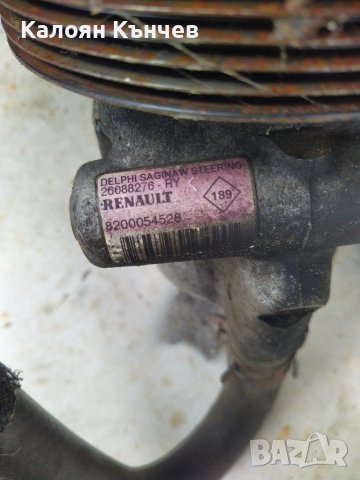 Калоян Кънчев
DELPHI SAGINAW STEERING
26088276 - RY
RENAULT
189
8200054528
BAZAR